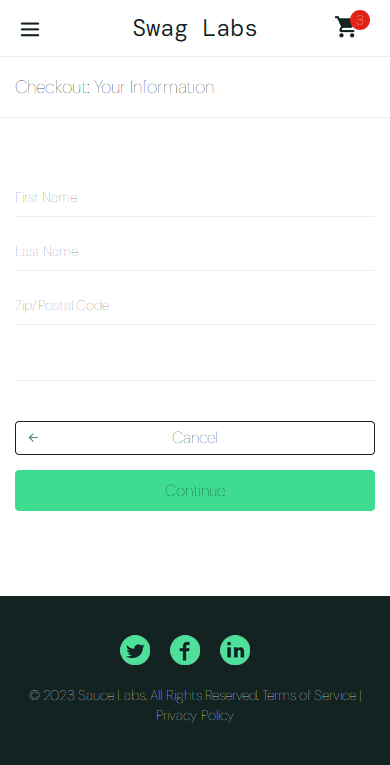 Swag Labs
3
Checkout: Your Information
First Name
Last Name
Zip/Postal Code
Cancel
Continue
© 2023 Sauce Labs. All Rights Reserved. Terms of Service |
Privacy Policy